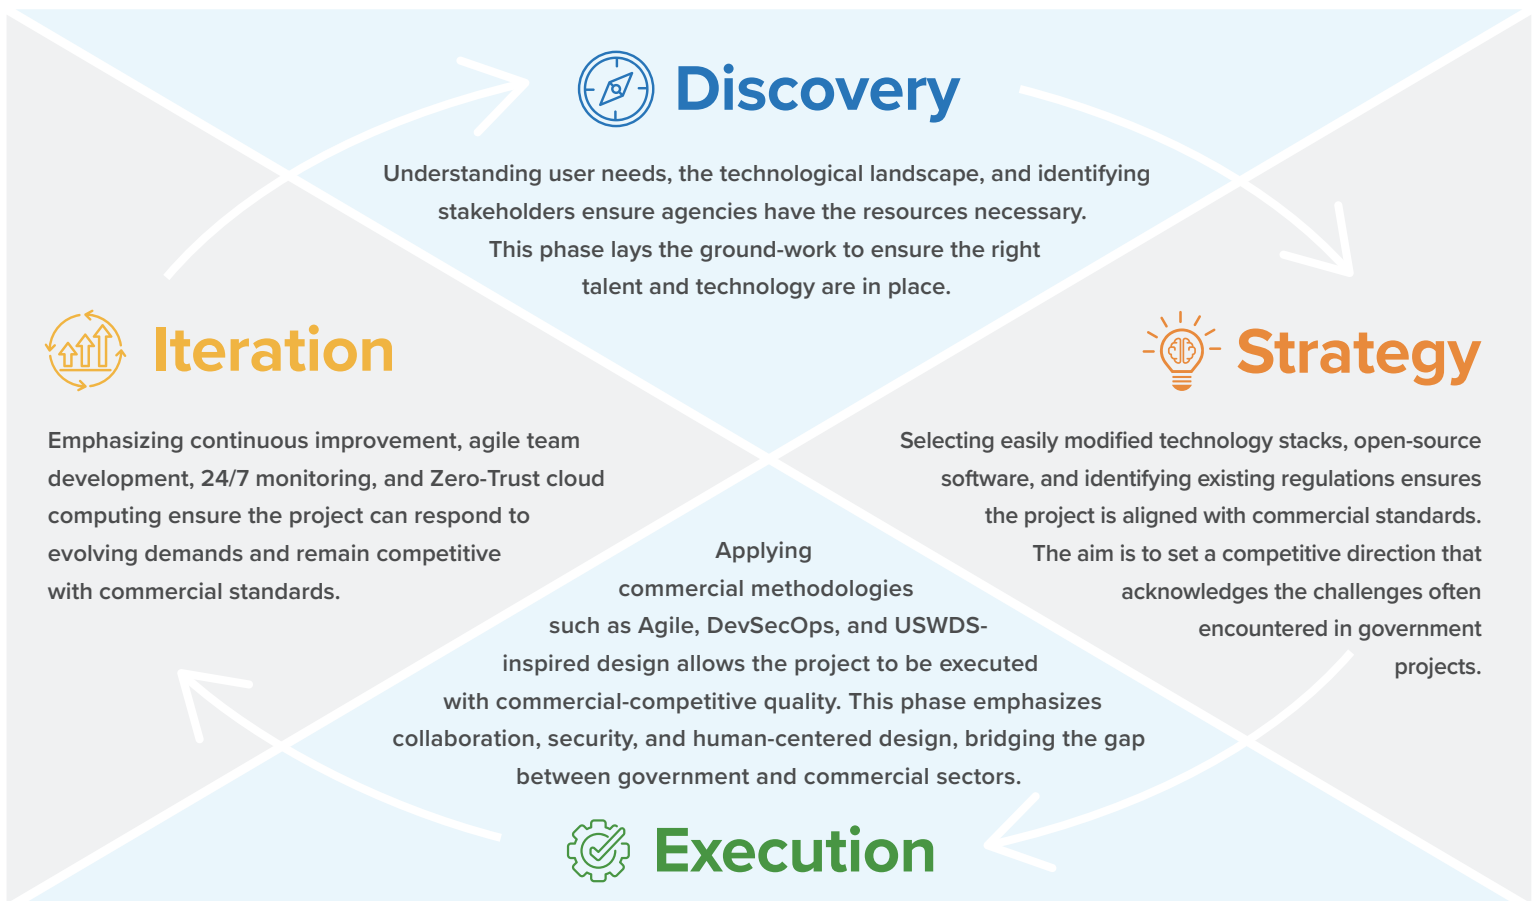 Discovery
Understanding user needs, the technological landscape, and identifying
stakeholders ensure agencies have the resources necessary.
This phase lays the ground-work to ensure the right
talent and technology are in place.
Strategy
Selecting easily modified technology stacks, open-source
software, and identifying existing regulations ensures
the project is aligned with commercial standards.
The aim is to set a competitive direction that
acknowledges the challenges often
encountered in government
projects.
Applying
commercial methodologies
such as Agile, DevSecOps, and USWDS-
inspired design allows the project to be executed
with commercial-competitive quality. This phase emphasizes
collaboration, security, and human-centered design, bridging the gap
between government and commercial sectors.
Execution
Iteration
Emphasizing continuous improvement, agile team
development, 24/7 monitoring, and Zero-Trust cloud
computing ensure the project can respond to
evolving demands and remain competitive
with commercial standards.